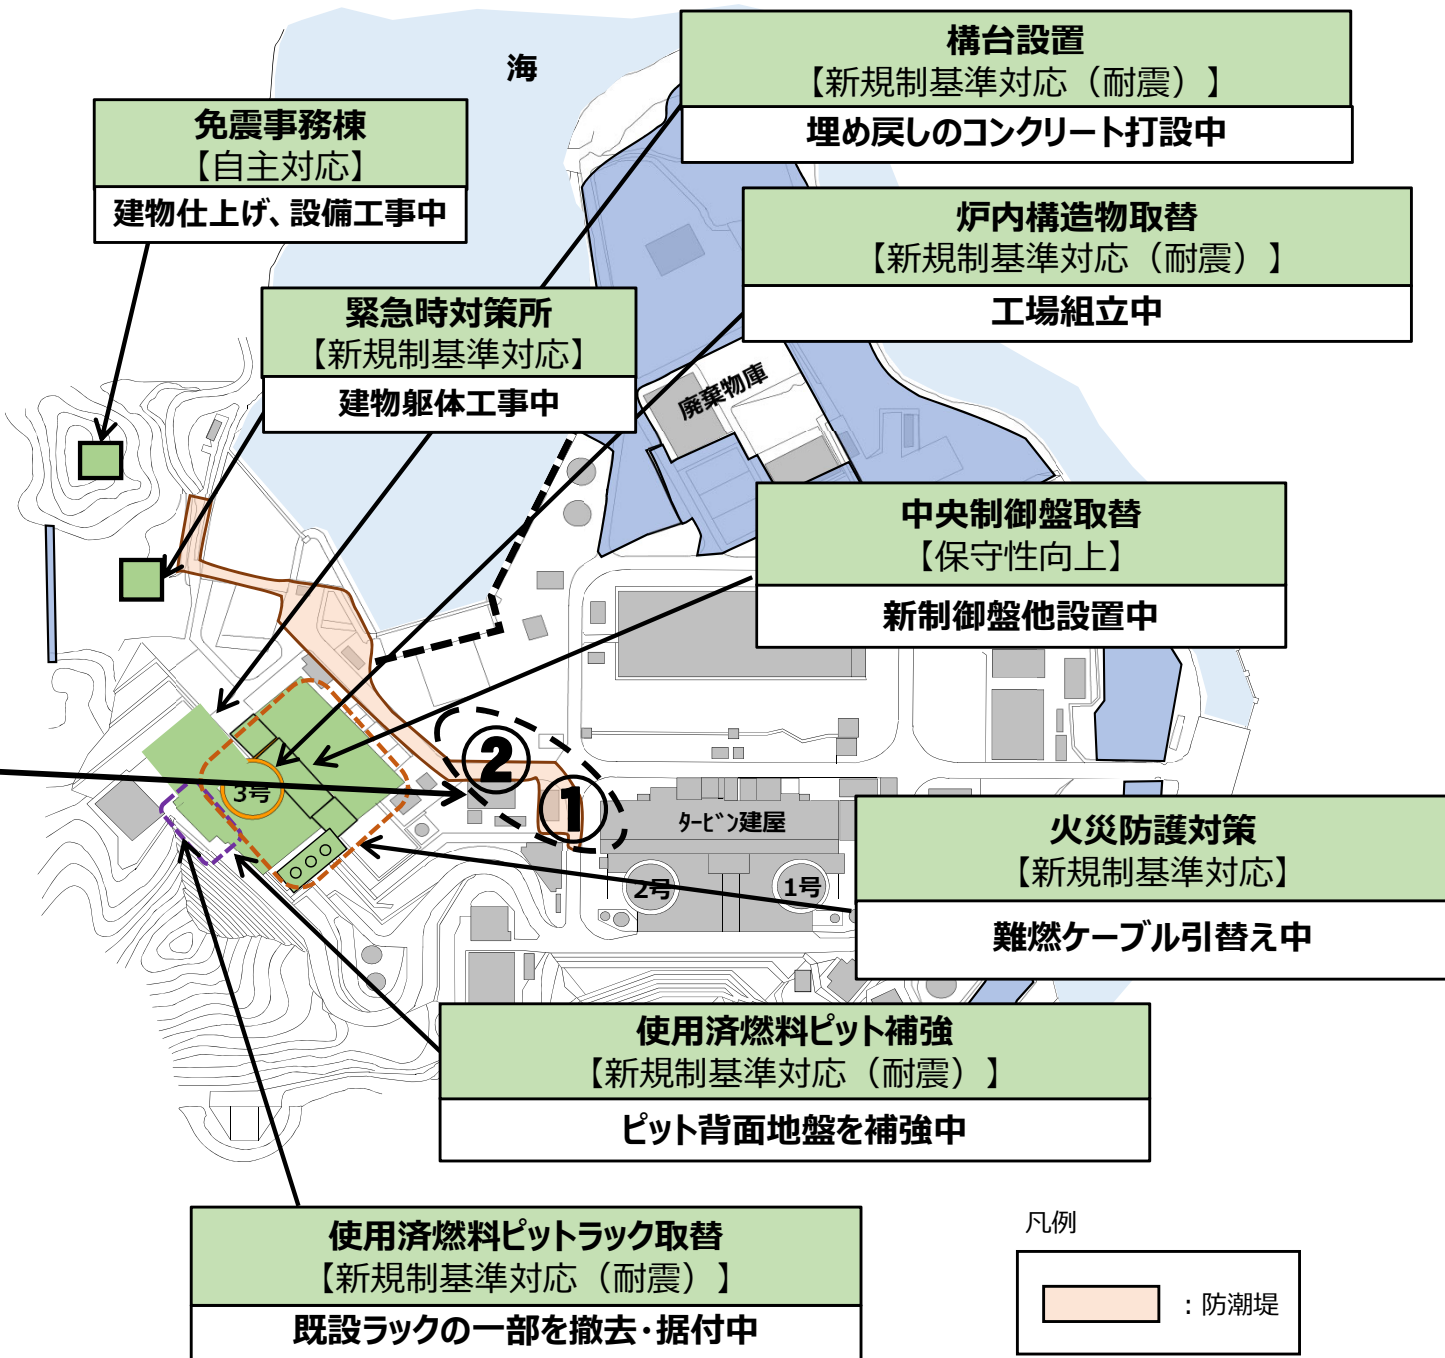 海
構台設置
【新規制基準対応（耐震）】
埋め戻しのコンクリート打設中
免震事務棟
【自主対応】
建物仕上げ、設備工事中
炉内構造物取替
【新規制基準対応（耐震）】
工場組立中
緊急時対策所
【新規制基準対応】
建物躯体工事中
廃棄物庫
中央制御盤取替
【保守性向上】
新制御盤他設置中
②
①
3号
ﾀｰﾋﾞﾝ建屋
2号
1号
火災防護対策
【新規制基準対応】
難燃ケーブル引替え中
使用済燃料ピット補強
【新規制基準対応（耐震）】
ピット背面地盤を補強中
使用済燃料ピットラック取替
【新規制基準対応（耐震）】
既設ラックの一部を撤去・据付中
凡例
：防潮堤